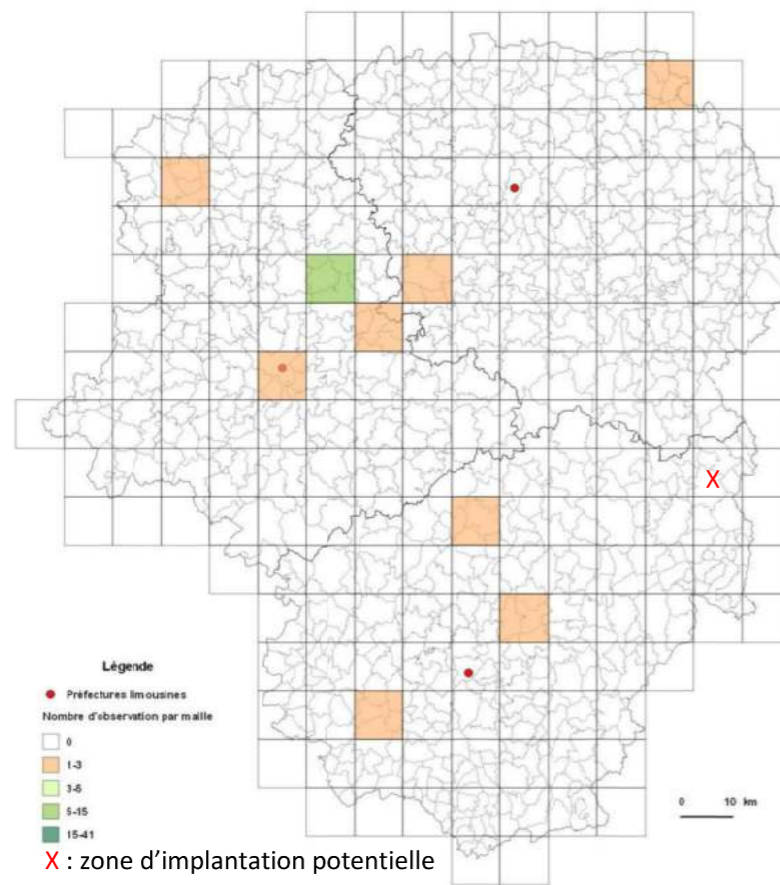 X
Légende
Préfectures limousines
Nombre d'observation par maille
0
1-3
3-5
5-15
15-41
0 10 km
X : zone d'implantation potentielle